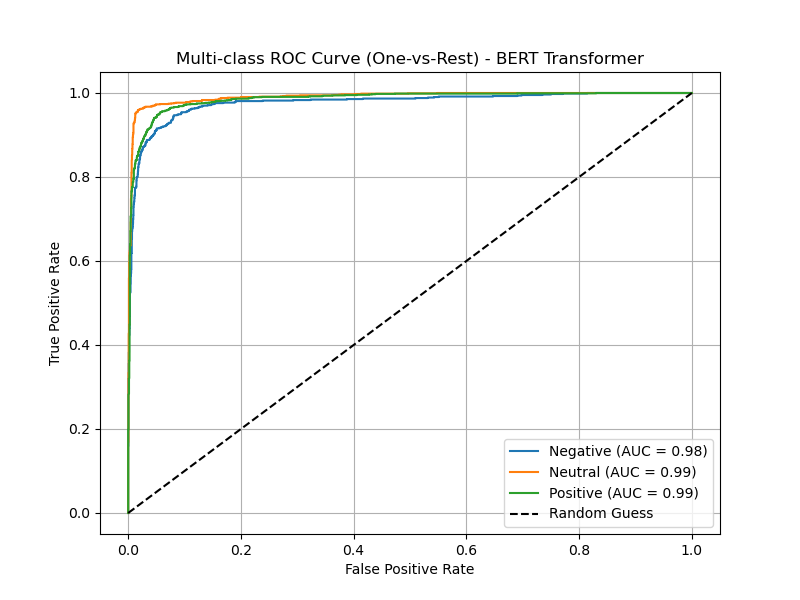 Multi-class ROC Curve (One-vs-Rest) - BERT Transformer
True Positive Rate
1.0
0.8
0.6
0.4
0.2
0.0
0.0 0.2 0.4 0.6 0.8 1.0
False Positive Rate
Negative (AUC = 0.98)
Neutral (AUC = 0.99)
Positive (AUC = 0.99)
Random Guess